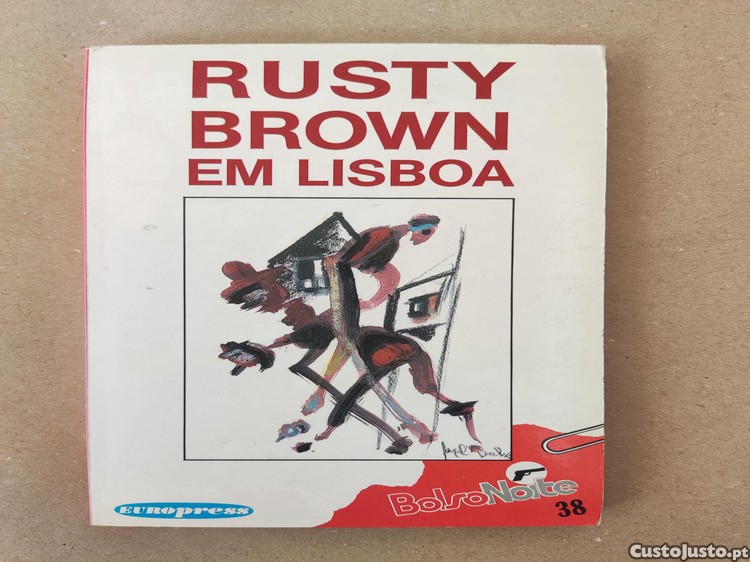 RUSTY
BROWN
EM LISBOA
EUROpress
BolsoNoite
38
CustoJusto.pt